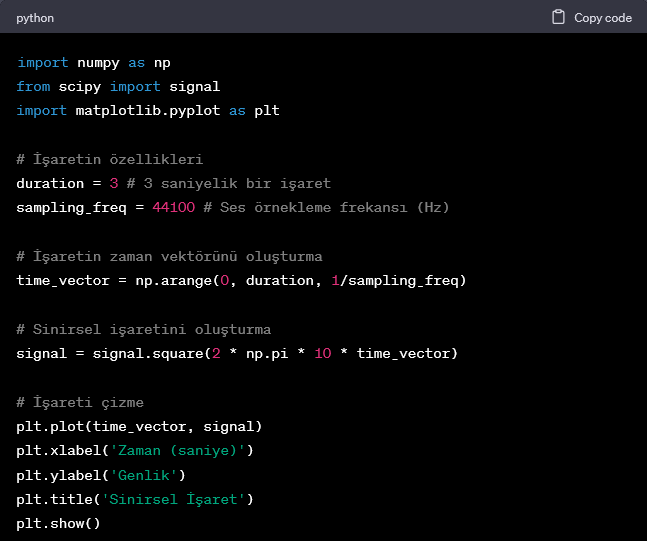 python
Copy code
import numpy as np
from scipy import signal
import matplotlib.pyplot as plt
# İşaretin özellikleri
duration = 3 # 3 saniyelik bir işaret
sampling_freq = 44100 # Ses örnekleme frekansı (Hz)
# İşaretin zaman vektörünü oluşturma
time_vector = np.arange(0, duration, 1/sampling_freq)
# Sinirsel işaretini oluşturma
signal = signal.square(2 * np.pi * 10 * time_vector)
# İşareti çizme
plt.plot(time_vector, signal)
plt.xlabel('Zaman (saniye)')
plt.ylabel('Genlik')
plt.title('Sinirsel İşaret')
plt.show()